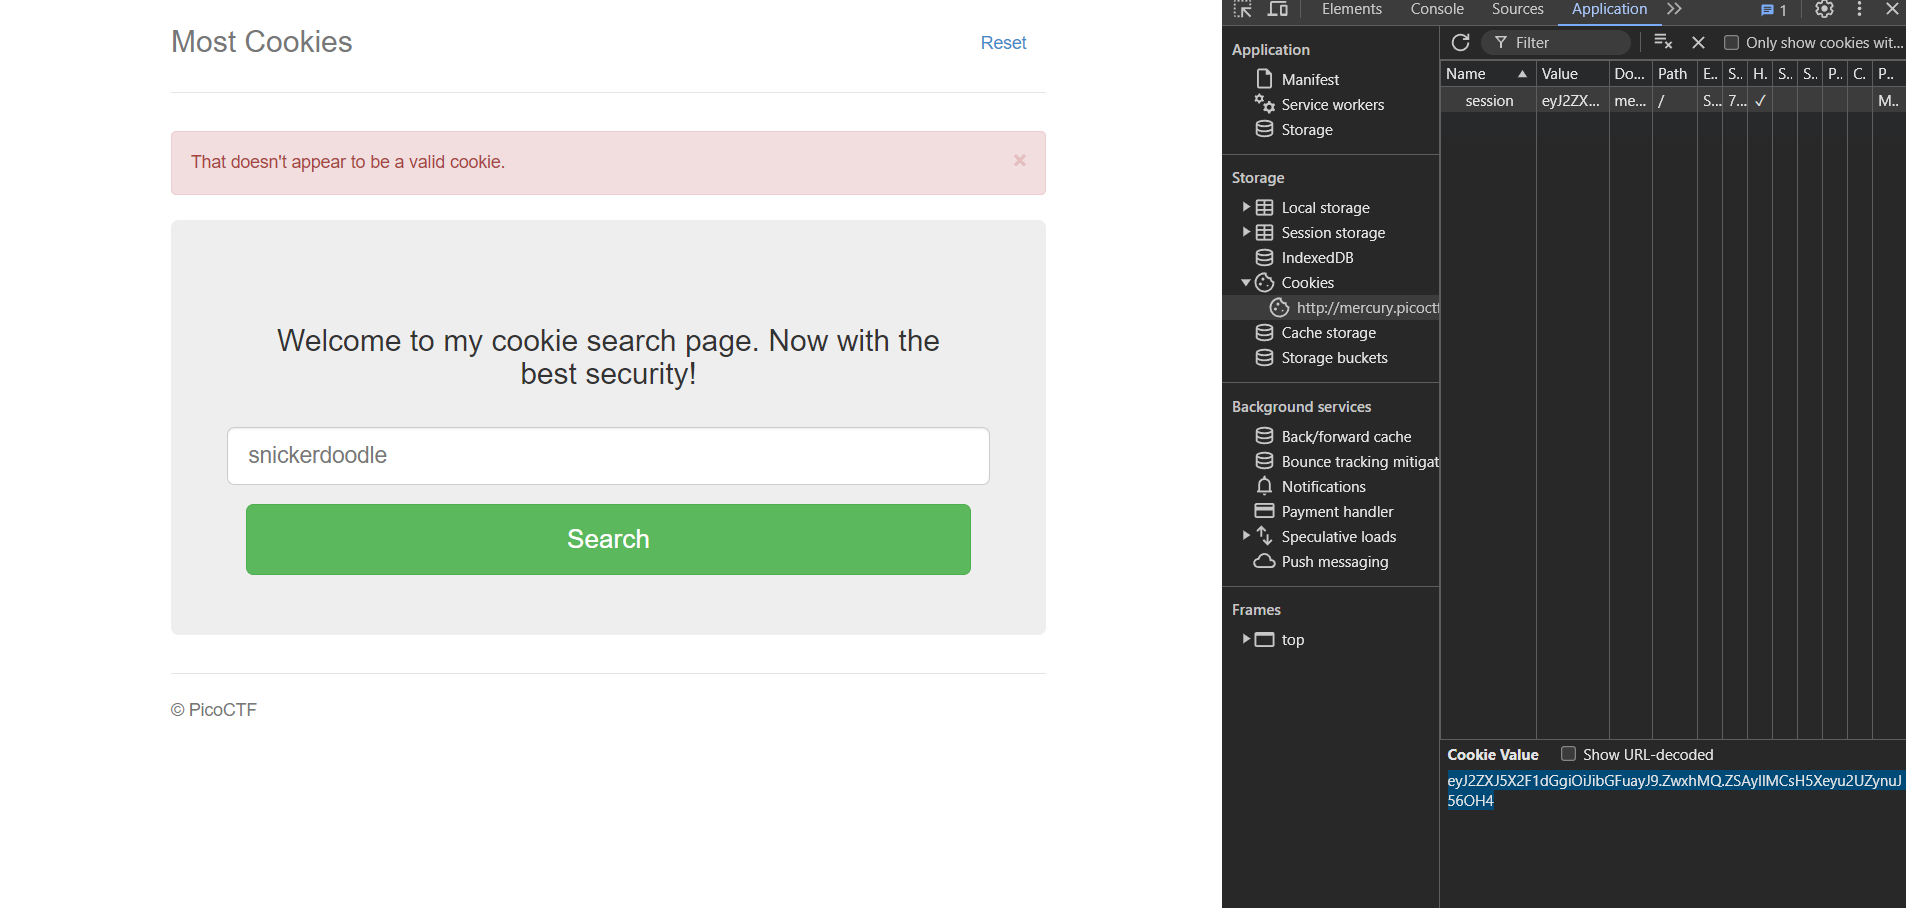 Most Cookies
Reset
That doesn't appear to be a valid cookie.
×
Welcome to my cookie search page. Now with the
best security!
snickerdoodle
Search
© PicoCTF
Elements Console Sources Application 1
Application
Manifest
Service workers
Storage
Storage
Local storage
Session storage
IndexedDB
Cookies
http://mercury.picoctf
Cache storage
Storage buckets
Background services
Back/forward cache
Bounce tracking mitigat
Notifications
Payment handler
Speculative loads
Push messaging
Frames
top
Filter Only show cookies wit...
Name Value Do... Path E.. S.. H. S.. S.. P.. C. P..
session eyJ2ZX... me... / S... 7... ✓ M...
Cookie Value Show URL-decoded
eyJ2ZXJ5X2F1dGgiOiJibGFuayJ9.ZwxhMQ.ZSAyIlMCsH5Xeyu2UZynuJ
56OH4